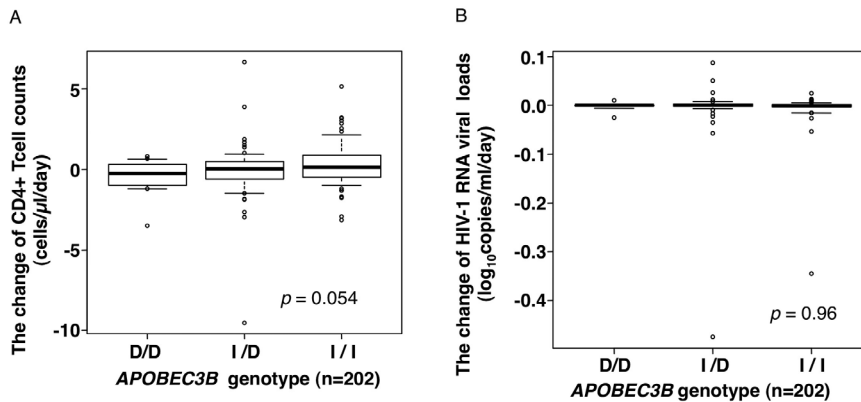 A
The change of CD4+ Tcell counts
(cells/µl/day)
5
0
-5
-10
p = 0.054
D/D
I/D
I/I
APOBEC3B genotype (n=202)
B
The change of HIV-1 RNA viral loads
(log₁₀copies/ml/day)
0.1
0.0
-0.1
-0.2
-0.3
-0.4
p = 0.96
D/D
I/D
I/I
APOBEC3B genotype (n=202)